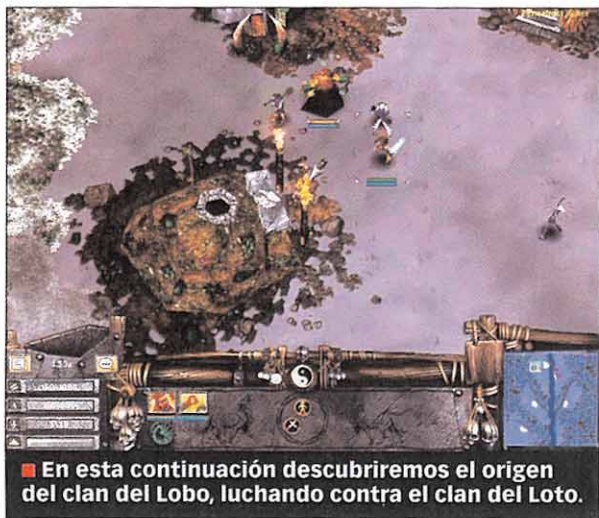 ■ En esta continuación descubriremos el origen
del clan del Lobo, luchando contra el clan del Loto.